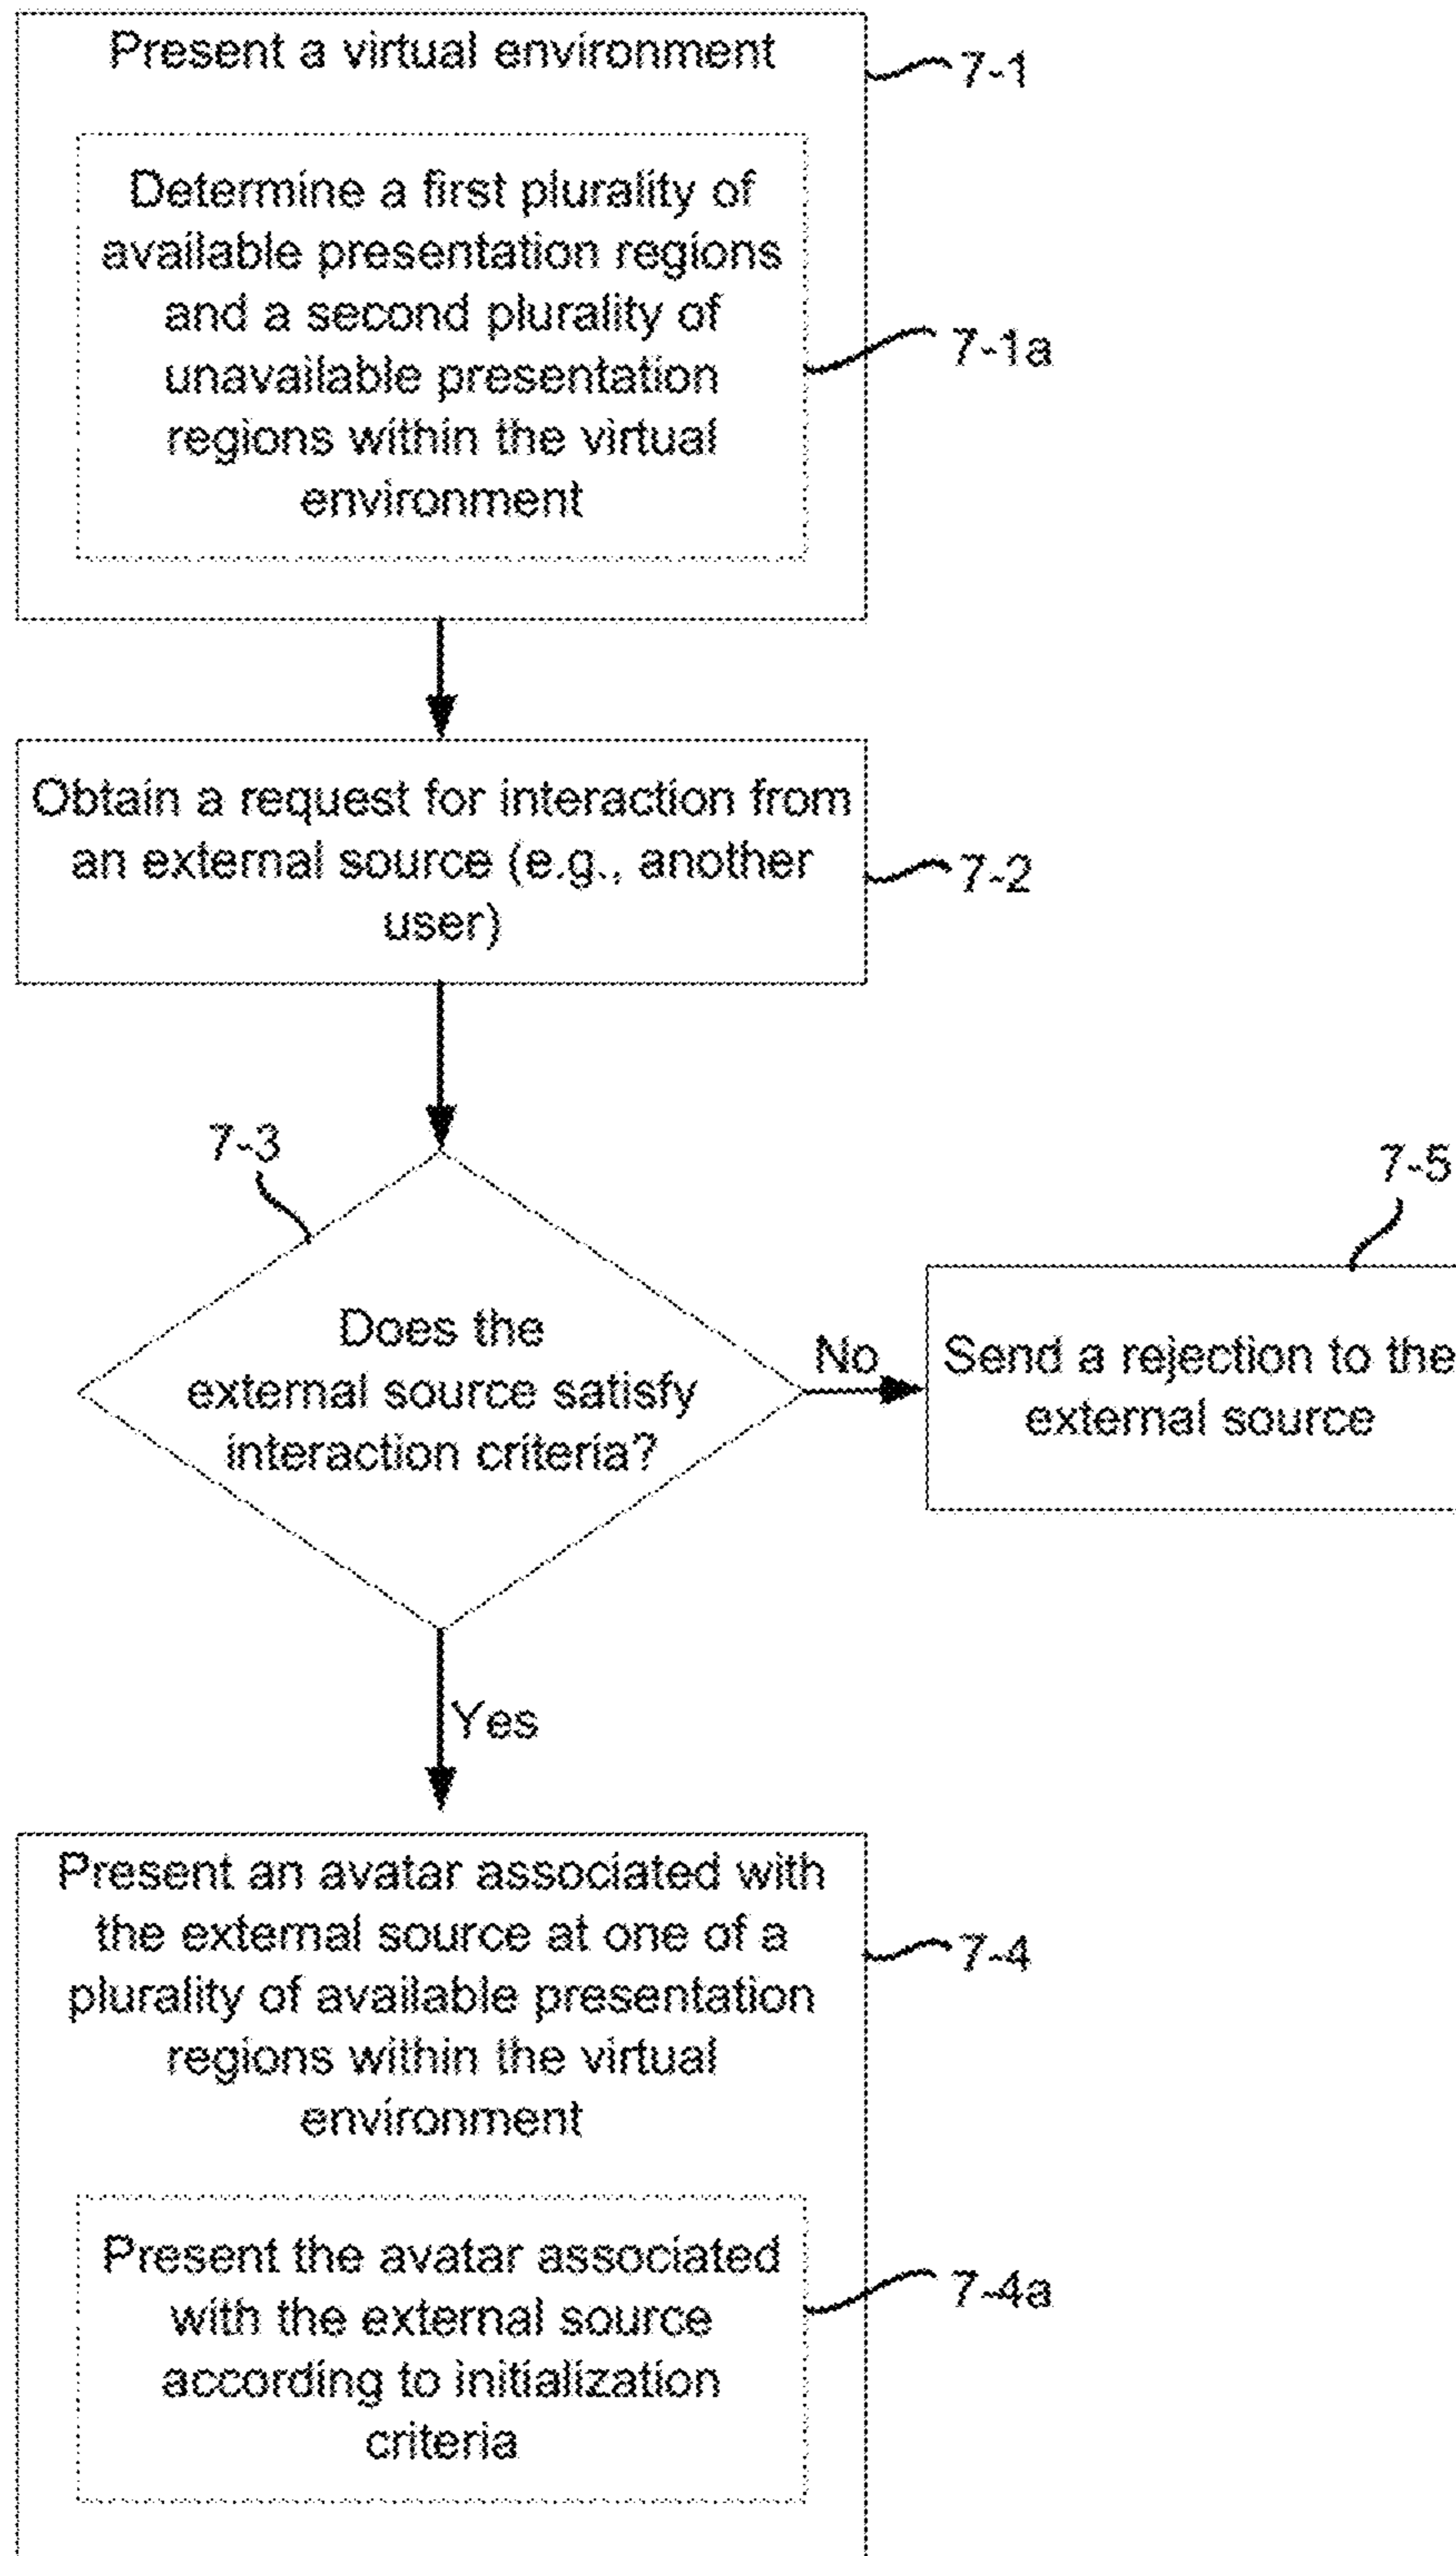 Present a virtual environment
7-1
Determine a first plurality of
available presentation regions
and a second plurality of
unavailable presentation
regions within the virtual
environment
7-1a
Obtain a request for interaction from
an external source (e.g., another
user)
7-2
7-3
Does the
external source satisfy
interaction criteria?
No
7-5
Send a rejection to the
external source
Yes
Present an avatar associated with
the external source at one of a
plurality of available presentation
regions within the virtual
environment
7-4
Present the avatar associated
with the external source
according to initialization
criteria
7-4a